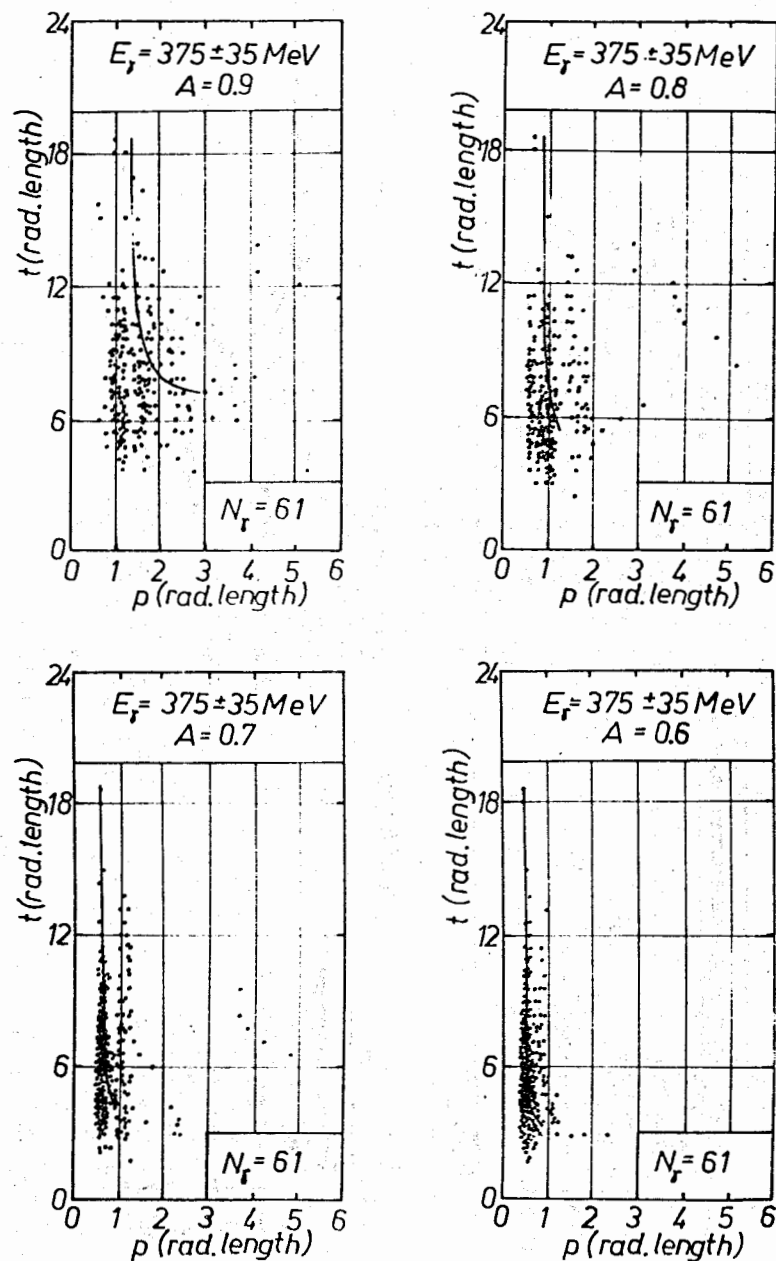 24
E_γ = 375 ±35 MeV
A = 0.9
18
12
6
0
t (rad.length)
N_γ = 61
0 1 2 3 4 5 6
p (rad.length)
24
E_γ = 375 ±35 MeV
A = 0.8
18
12
6
0
t (rad.length)
N_γ = 61
0 1 2 3 4 5 6
p (rad.length)
24
E_γ = 375 ±35 MeV
A = 0.7
18
12
6
0
t (rad.length)
N_γ = 61
0 1 2 3 4 5 6
p (rad.length)
24
E_γ = 375 ±35 MeV
A = 0.6
18
12
6
0
t (rad.length)
N_γ = 61
0 1 2 3 4 5 6
p (rad.length)